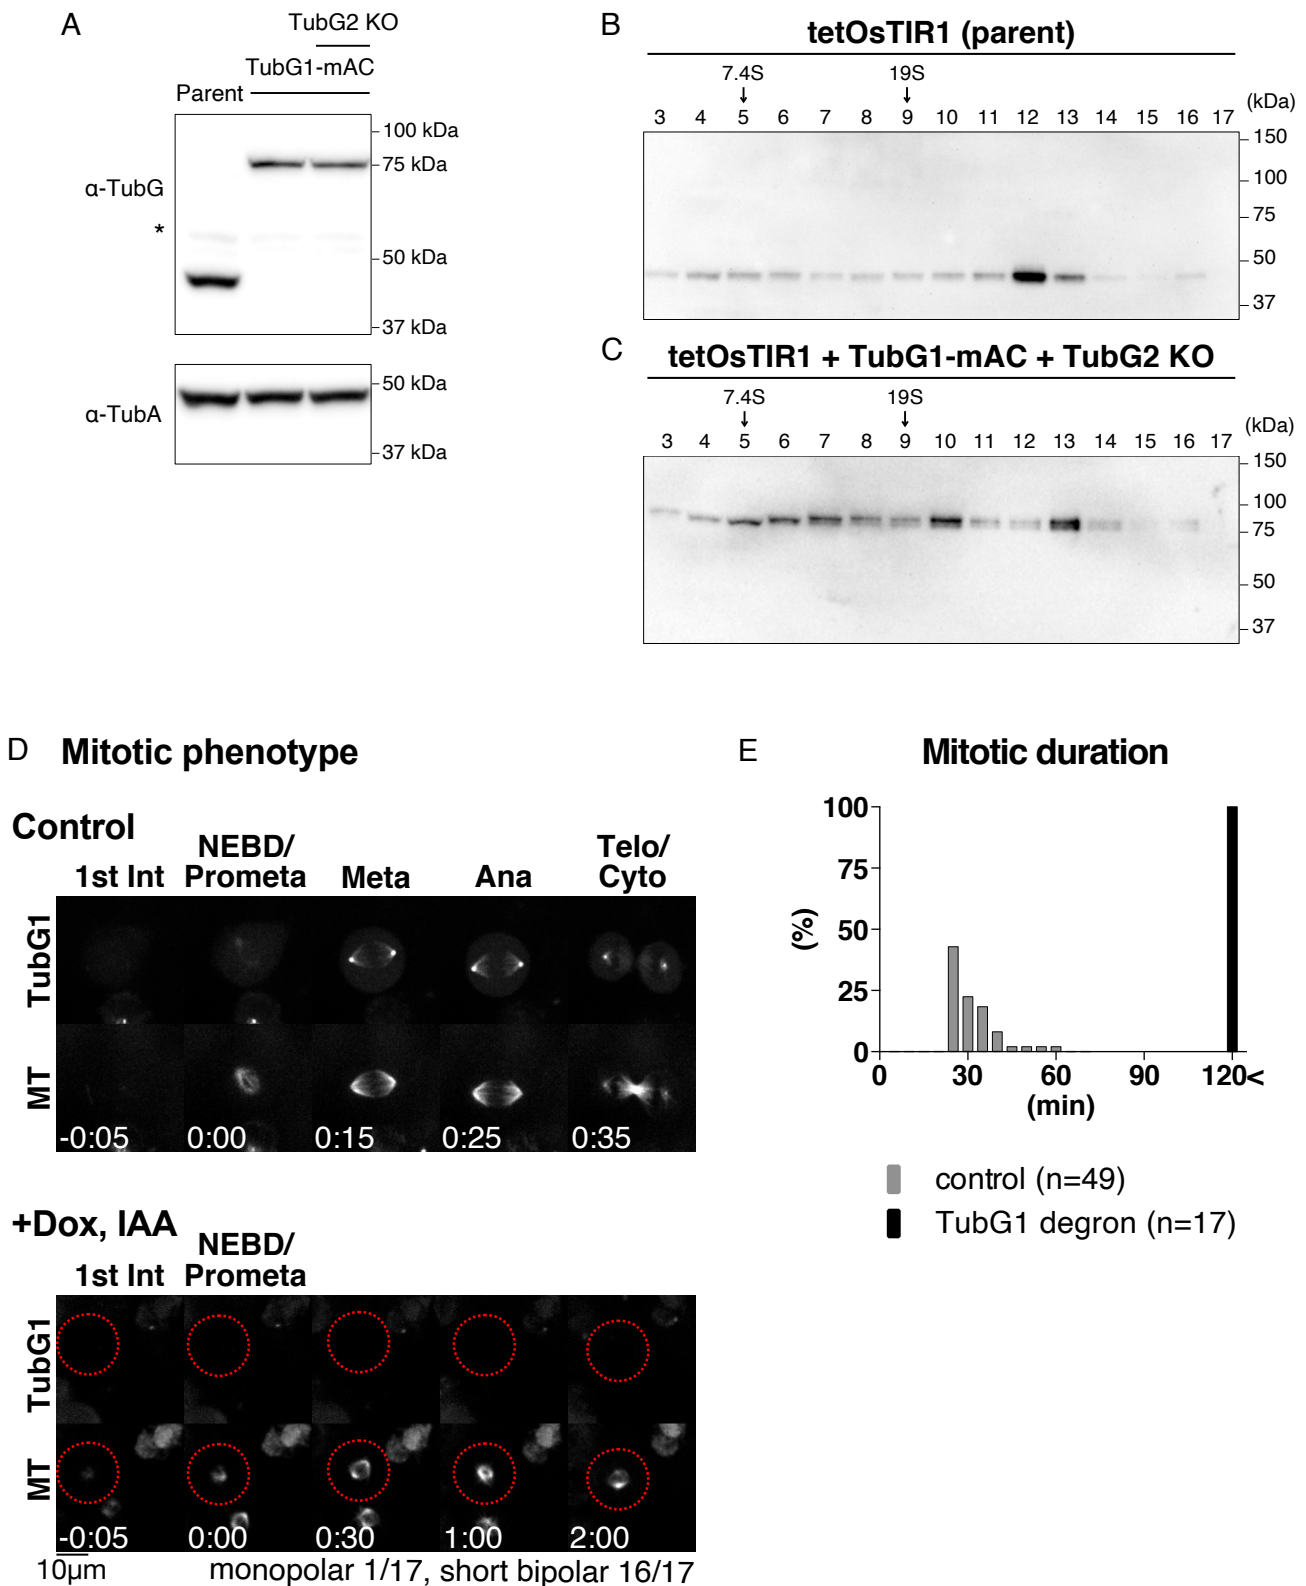 A
TubG2 KO
TubG1-mAC
Parent
100 kDa
75 kDa
α-TubG
*
50 kDa
37 kDa
50 kDa
α-TubA
37 kDa
B
tetOsTIR1 (parent)
7.4S 19S
(kDa)
3 4 5 6 7 8 9 10 11 12 13 14 15 16 17
150
100
75
50
37
C
tetOsTIR1 + TubG1-mAC + TubG2 KO
7.4S 19S
(kDa)
3 4 5 6 7 8 9 10 11 12 13 14 15 16 17
150
100
75
50
37
D Mitotic phenotype
Control
1st Int NEBD/ Prometa Meta Ana Telo/ Cyto
TubG1
MT
-0:05 0:00 0:15 0:25 0:35
+Dox, IAA
1st Int NEBD/ Prometa
TubG1
MT
-0:05 0:00 0:30 1:00 2:00
10μm monopolar 1/17, short bipolar 16/17
E Mitotic duration
100
75
50
25
0
(%)
0 30 60 90 120<
(min)
control (n=49)
TubG1 degron (n=17)